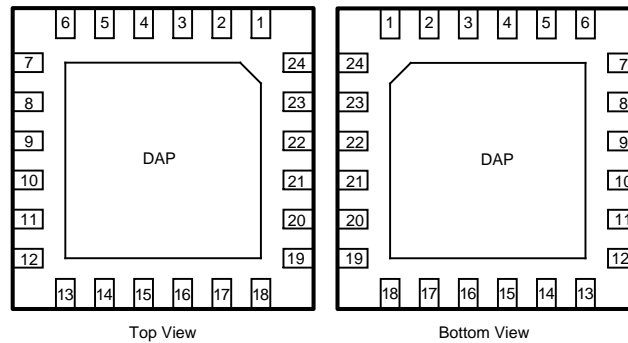 6 5 4 3 2 1
7 24
8 23
9 DAP 22
10 21
11 20
12 19
13 14 15 16 17 18
Top View
1 2 3 4 5 6
24 7
23 8
22 DAP 9
21 10
20 11
19 12
18 17 16 15 14 13
Bottom View